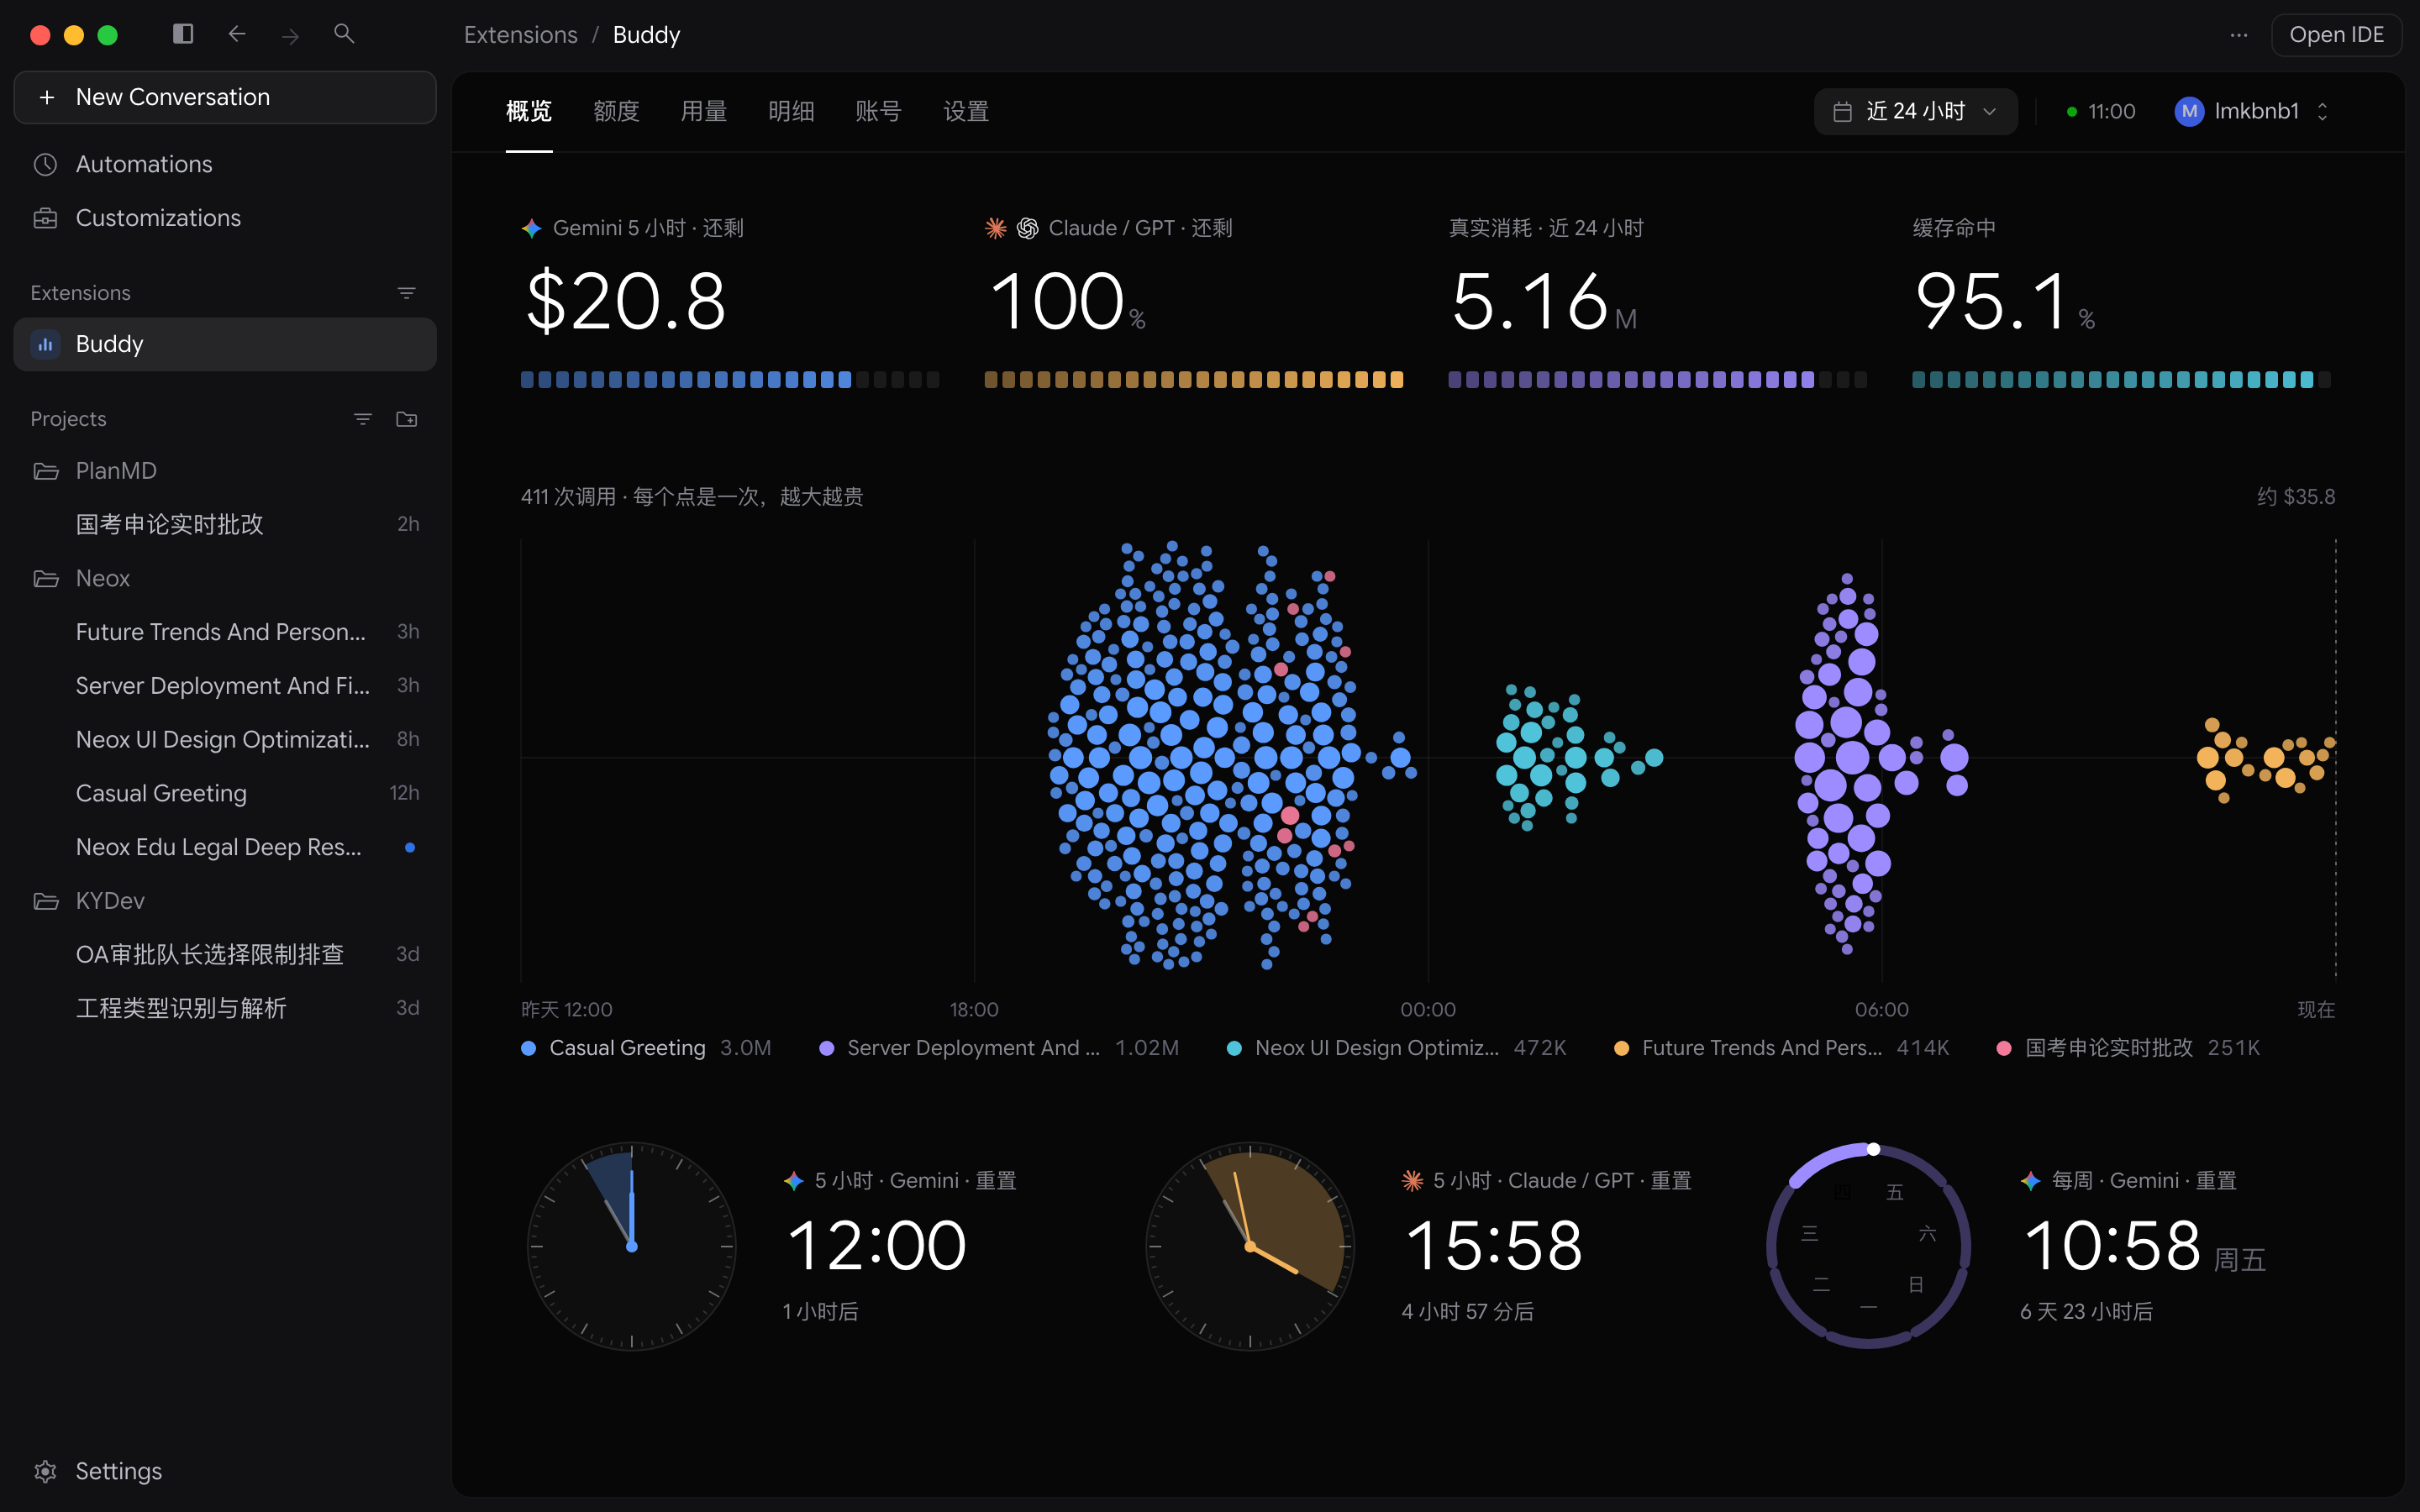 Extensions / Buddy
Open IDE
New Conversation
Automations
Customizations
Extensions
Buddy
Projects
PlanMD
国考申论实时批改 2h
Neox
Future Trends And Person... 3h
Server Deployment And Fi... 3h
Neox UI Design Optimizati... 8h
Casual Greeting 12h
Neox Edu Legal Deep Res...
KYDev
OA审批队长选择限制排查 3d
工程类型识别与解析 3d
Settings
概览 额度 用量 明细 账号 设置
近 24 小时
11:00
M lmkbnb1
Gemini 5 小时 · 还剩
$20.8
Claude / GPT · 还剩
100%
真实消耗 · 近 24 小时
5.16 M
缓存命中
95.1 %
411 次调用 · 每个点是一次，越大越贵
约 $35.8
昨天 12:00 18:00 00:00 06:00 现在
Casual Greeting 3.0M
Server Deployment And ... 1.02M
Neox UI Design Optimiz... 472K
Future Trends And Pers... 414K
国考申论实时批改 251K
5 小时 · Gemini · 重置
12:00
1 小时后
5 小时 · Claude / GPT · 重置
15:58
4 小时 57 分后
四 五
三 六
二 日
一
每周 · Gemini · 重置
10:58 周五
6 天 23 小时后